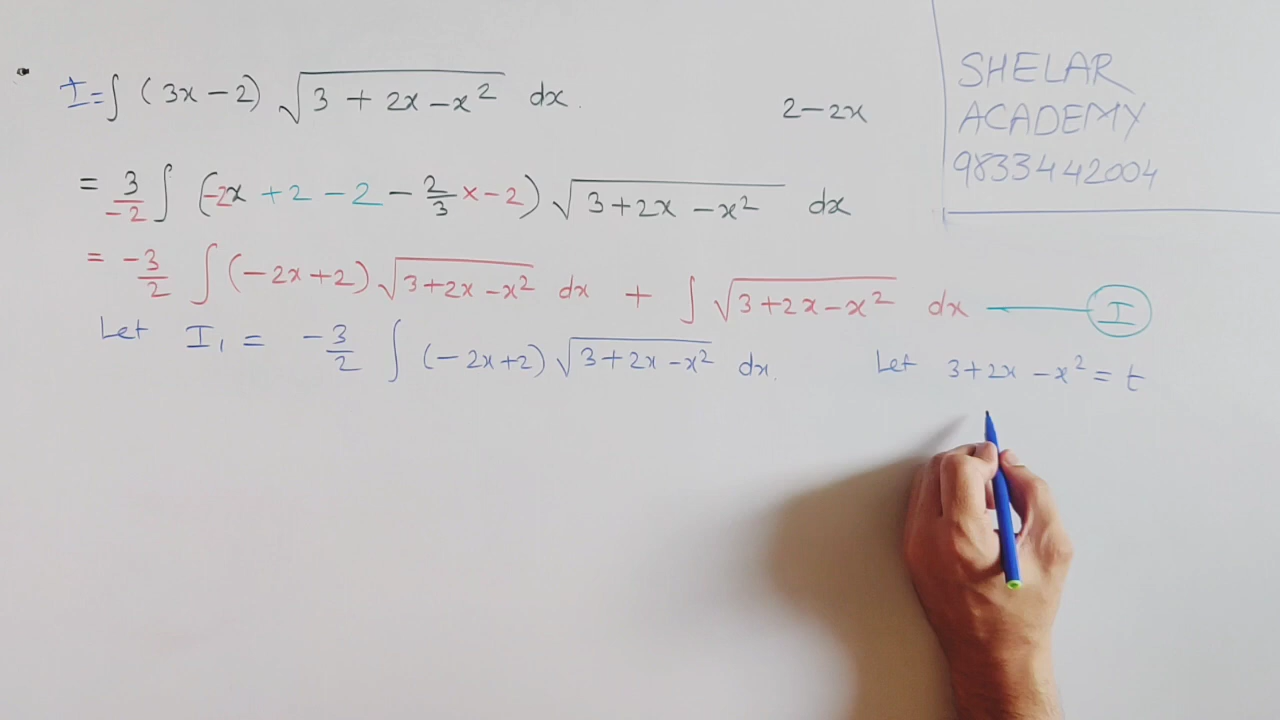 I = ∫ (3x − 2) √(3 + 2x − x²) dx.
2 − 2x
SHELAR
ACADEMY
9833442004
= 3/−2 ∫ (−2x + 2 − 2 − 2/3 × −2) √(3 + 2x − x²) dx
= −3/2 ∫ (−2x + 2) √(3 + 2x − x²) dx + ∫ √(3 + 2x − x²) dx — I
Let I₁ = −3/2 ∫ (−2x + 2) √(3 + 2x − x²) dx.
Let 3 + 2x − x² = t